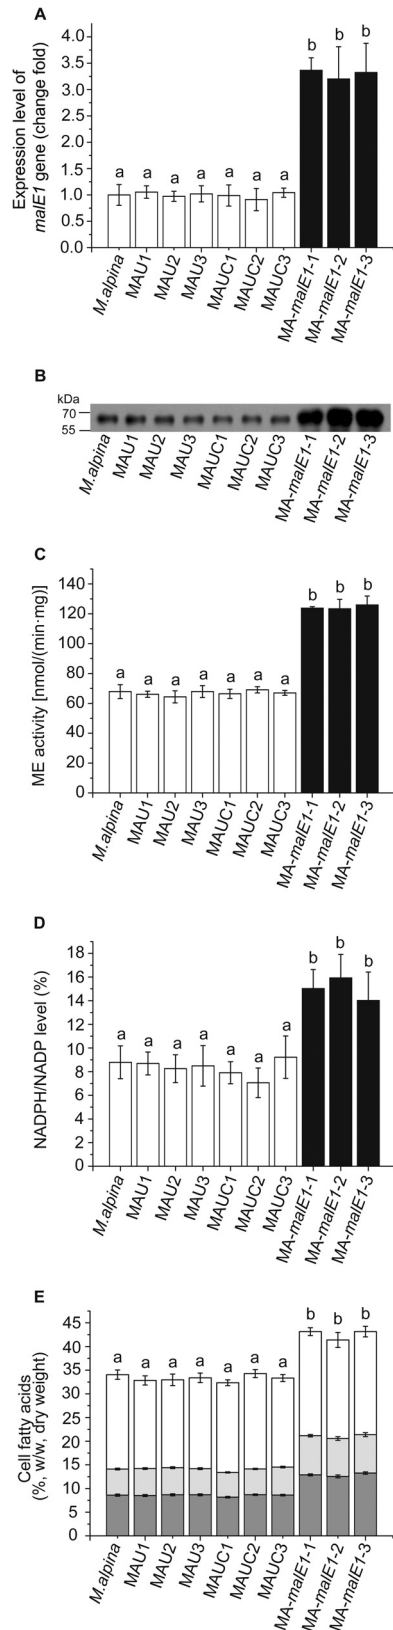 A
Expression level of
malE1 gene (change fold)
4.0
3.5
3.0
2.5
2.0
1.5
1.0
0.5
0.0
a a a a a a a b b b
M.alpina MAU1 MAU2 MAU3 MAUC1 MAUC2 MAUC3 MA-malE1-1 MA-malE1-2 MA-malE1-3
B
kDa
70
55
M.alpina MAU1 MAU2 MAU3 MAUC1 MAUC2 MAUC3 MA-malE1-1 MA-malE1-2 MA-malE1-3
C
ME activity [nmol/(min·mg)]
140
120
100
80
60
40
20
0
a a a a a a a b b b
M.alpina MAU1 MAU2 MAU3 MAUC1 MAUC2 MAUC3 MA-malE1-1 MA-malE1-2 MA-malE1-3
D
NADPH/NADP level (%)
18
16
14
12
10
8
6
4
2
0
a a a a a a a b b b
M.alpina MAU1 MAU2 MAU3 MAUC1 MAUC2 MAUC3 MA-malE1-1 MA-malE1-2 MA-malE1-3
E
Cell fatty acids
(%, w/w, dry weight)
45
40
35
30
25
20
15
10
5
0
a a a a a a a b b b
M.alpina MAU1 MAU2 MAU3 MAUC1 MAUC2 MAUC3 MA-malE1-1 MA-malE1-2 MA-malE1-3